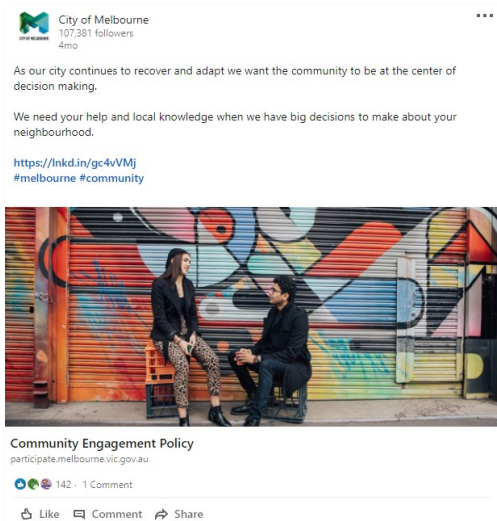 City of Melbourne
CITY OF MELBOURNE
107,381 followers
4mo
As our city continues to recover and adapt we want the community to be at the center of
decision making.
We need your help and local knowledge when we have big decisions to make about your
neighbourhood.
https://lnkd.in/gc4vVMj
#melbourne #community
Community Engagement Policy
participate.melbourne.vic.gov.au
142 · 1 Comment
Like Comment Share